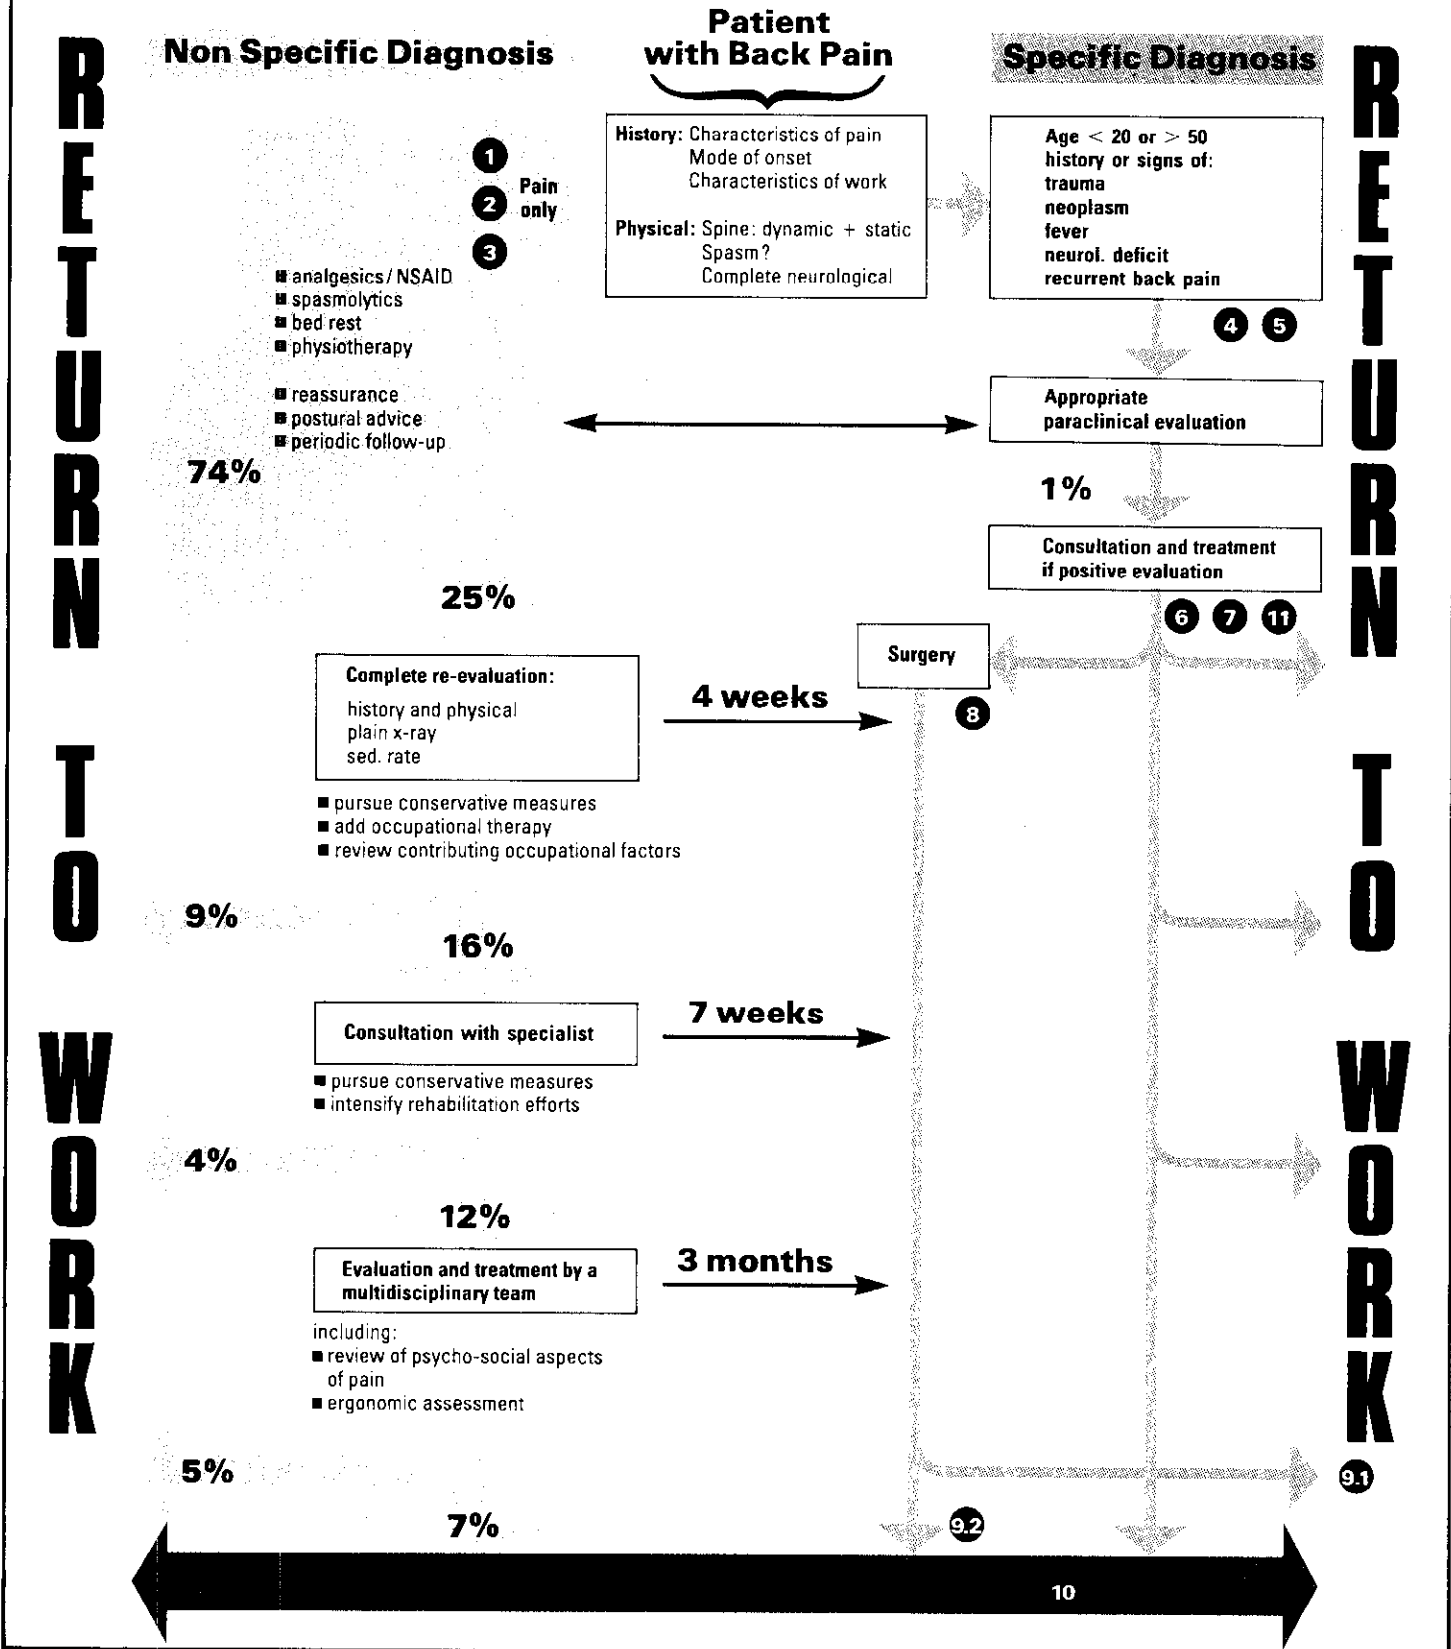 RETURN TO WORK
Non Specific Diagnosis
Patient
with Back Pain
Specific Diagnosis
RETURN TO WORK
1
2
3
Pain
only
analgesics/NSAID
spasmolytics
bed rest
physiotherapy
reassurance
postural advice
periodic follow-up
74%
History: Characteristics of pain
Mode of onset
Characteristics of work
Physical: Spine: dynamic + static
Spasm?
Complete neurological
Age < 20 or > 50
history or signs of:
trauma
neoplasm
fever
neurol. deficit
recurrent back pain
4 5
Appropriate
paraclinical evaluation
1%
Consultation and treatment
if positive evaluation
6 7 11
25%
Surgery
8
Complete re-evaluation:
history and physical
plain x-ray
sed. rate
4 weeks
pursue conservative measures
add occupational therapy
review contributing occupational factors
9%
16%
Consultation with specialist
7 weeks
pursue conservative measures
intensify rehabilitation efforts
4%
12%
Evaluation and treatment by a
multidisciplinary team
3 months
including:
review of psycho-social aspects
of pain
ergonomic assessment
5%
9.1
7%
9.2
10